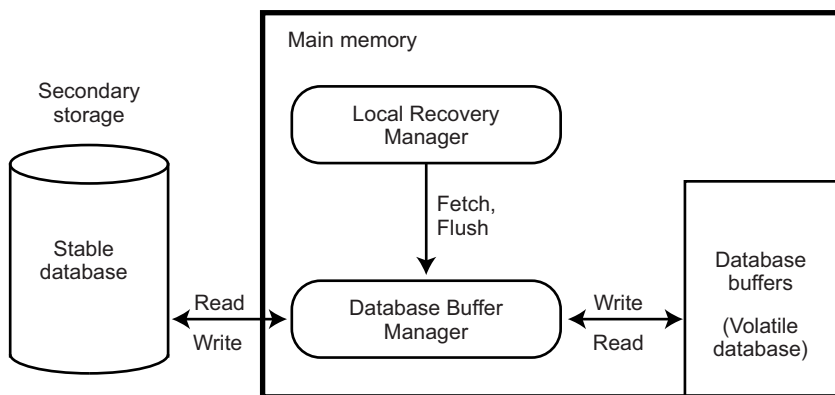 Main memory
Secondary
storage
Local Recovery
Manager
Fetch,
Flush
Stable
database
Database
buffers
(Volatile
database)
Read
Write
Database Buffer
Manager
Write
Read